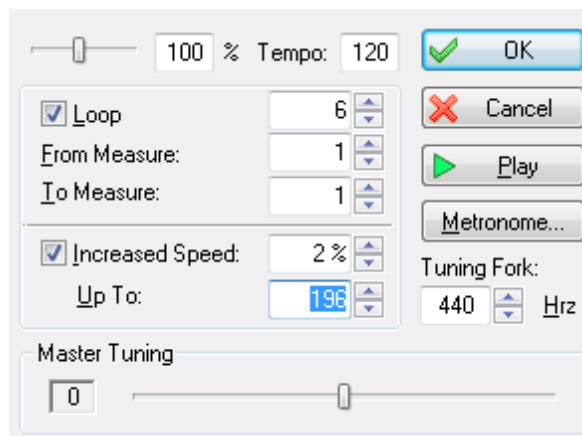 100 % Tempo: 120
OK
Loop 6
Cancel
From Measure: 1
Play
To Measure: 1
Metronome...
Increased Speed: 2 %
Tuning Fork:
Up To: 196
440 Hrz
Master Tuning
0